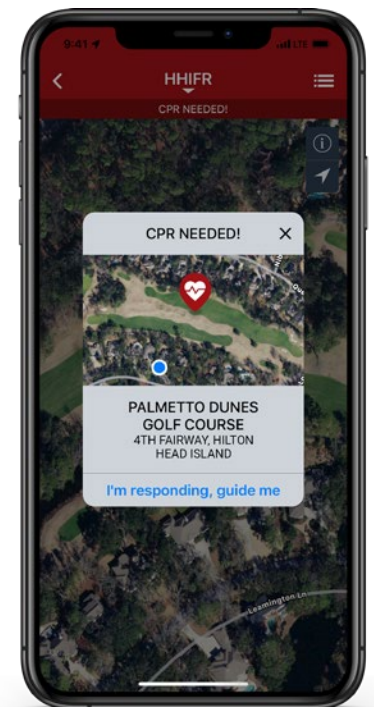 9:41 LTE
HHIFR
CPR NEEDED!
CPR NEEDED!
PALMETTO DUNES
GOLF COURSE
4TH FAIRWAY, HILTON
HEAD ISLAND
I'm responding, guide me
Leamington Ln